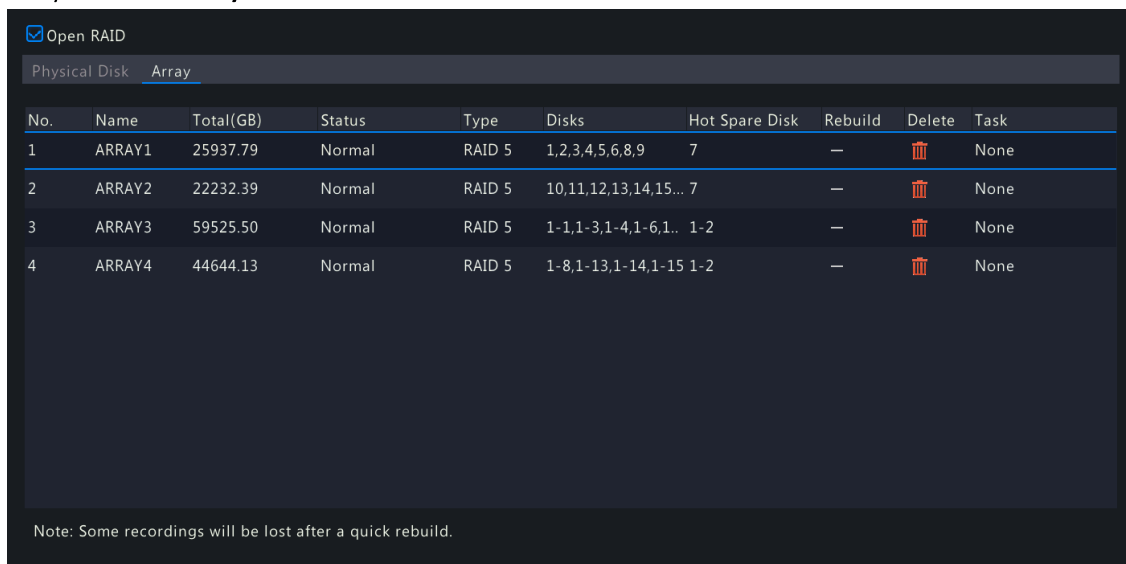 Open RAID
Physical Disk Array
No. Name Total(GB) Status Type Disks Hot Spare Disk Rebuild Delete Task
1 ARRAY1 25937.79 Normal RAID 5 1,2,3,4,5,6,8,9 7 — None
2 ARRAY2 22232.39 Normal RAID 5 10,11,12,13,14,15... 7 — None
3 ARRAY3 59525.50 Normal RAID 5 1-1,1-3,1-4,1-6,1.. 1-2 — None
4 ARRAY4 44644.13 Normal RAID 5 1-8,1-13,1-14,1-15 1-2 — None
Note: Some recordings will be lost after a quick rebuild.